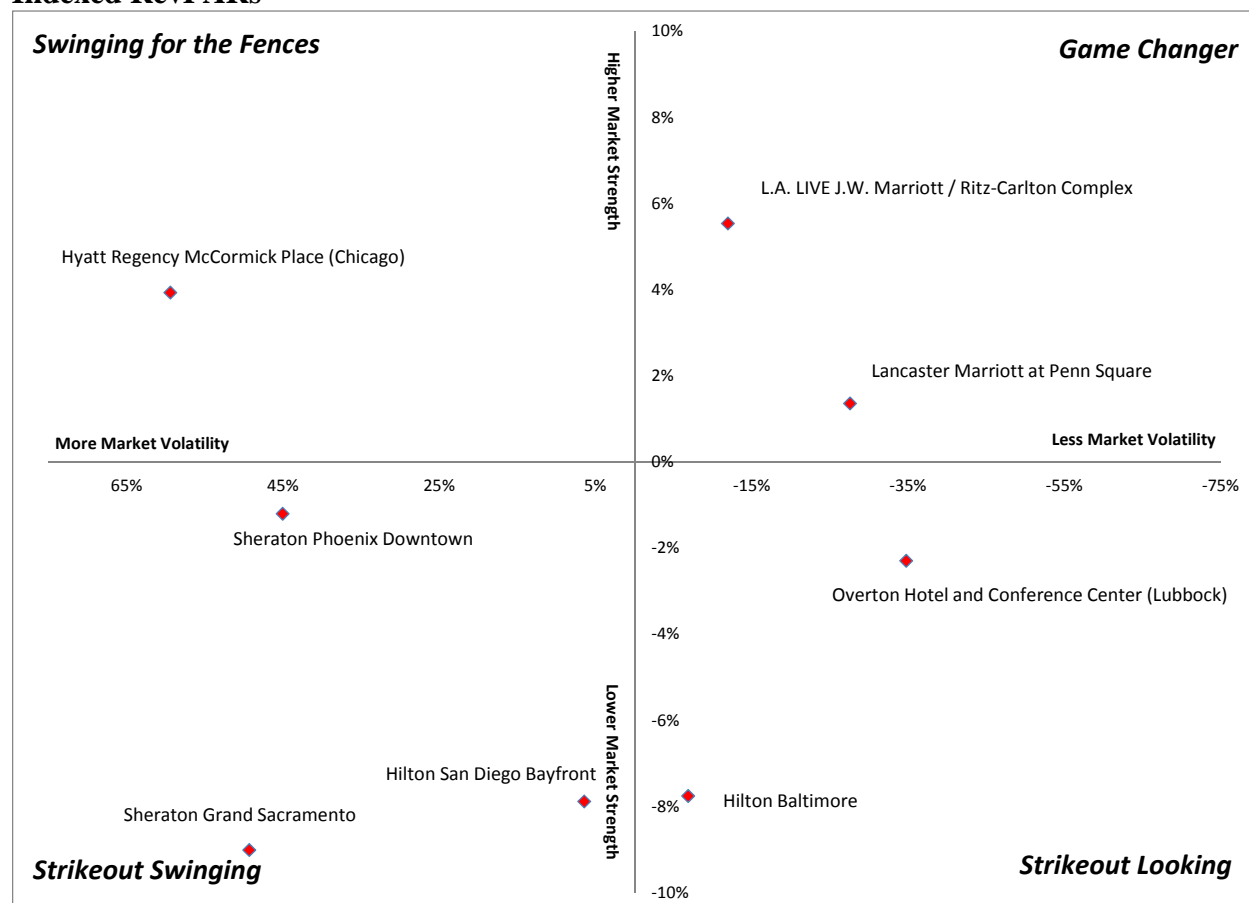 Indexed RevPARs
Swinging for the Fences
Game Changer
10%
Higher Market Strength
8%
L.A. LIVE J.W. Marriott / Ritz-Carlton Complex
6%
Hyatt Regency McCormick Place (Chicago)
4%
Lancaster Marriott at Penn Square
2%
More Market Volatility
Less Market Volatility
0%
65% 45% 25% 5% -15% -35% -55% -75%
Sheraton Phoenix Downtown
-2%
Overton Hotel and Conference Center (Lubbock)
-4%
Lower Market Strength
-6%
Hilton San Diego Bayfront
Hilton Baltimore
-8%
Sheraton Grand Sacramento
Strikeout Swinging
Strikeout Looking
-10%